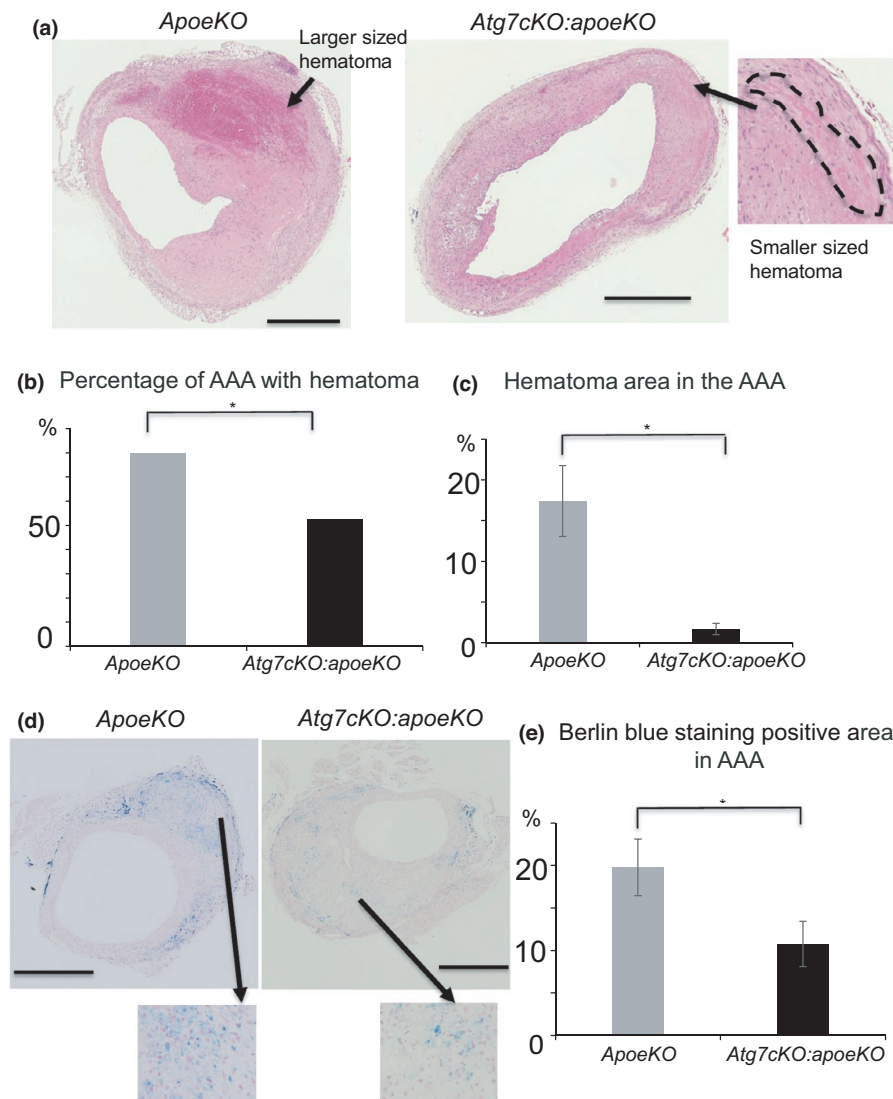 (a)
ApoeKO
Atg7cKO:apoeKO
Larger sized
hematoma
Smaller sized
hematoma
(b) Percentage of AAA with hematoma
%
*
50
0
ApoeKO
Atg7cKO:apoeKO
(c) Hematoma area in the AAA
%
*
20
10
0
ApoeKO
Atg7cKO:apoeKO
(d)
ApoeKO
Atg7cKO:apoeKO
(e) Berlin blue staining positive area
in AAA
%
*
20
10
0
ApoeKO
Atg7cKO:apoeKO